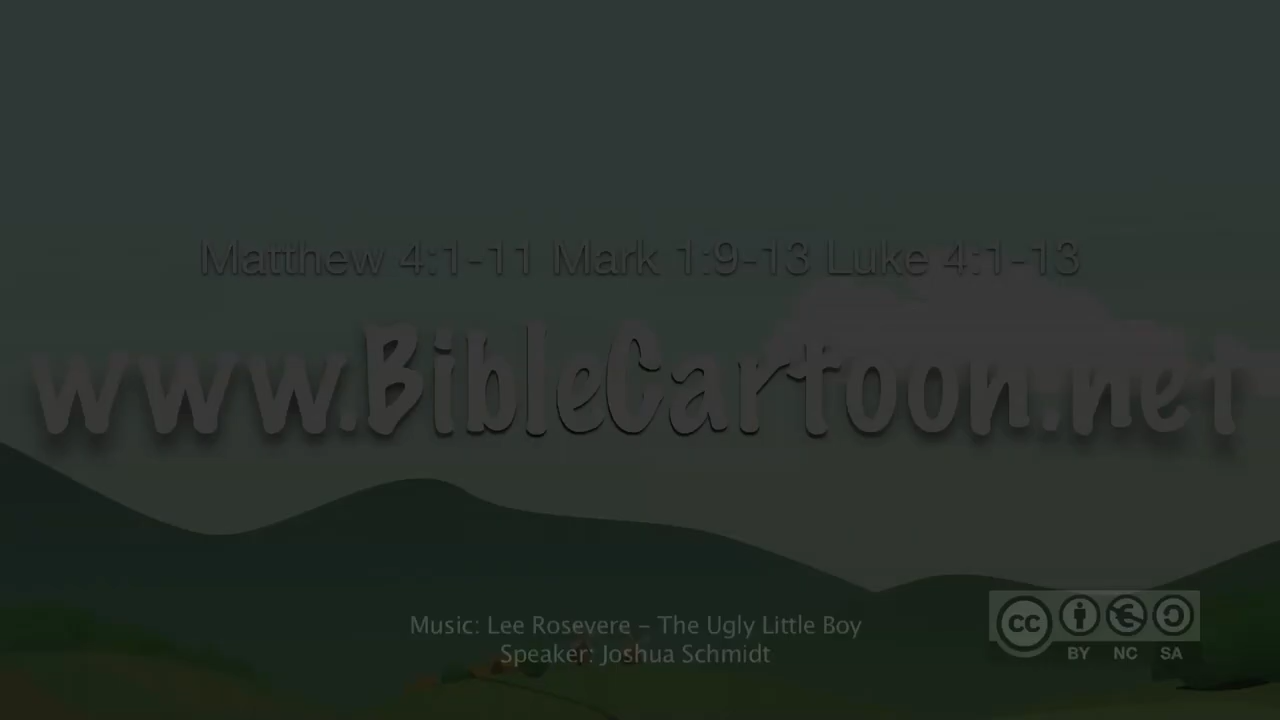 Matthew 4:1-11 Mark 1:9-13 Luke 4:1-13
www.BibleCartoon.net
Music: Lee Rosevere – The Ugly Little Boy
Speaker: Joshua Schmidt
cc
BY NC SA